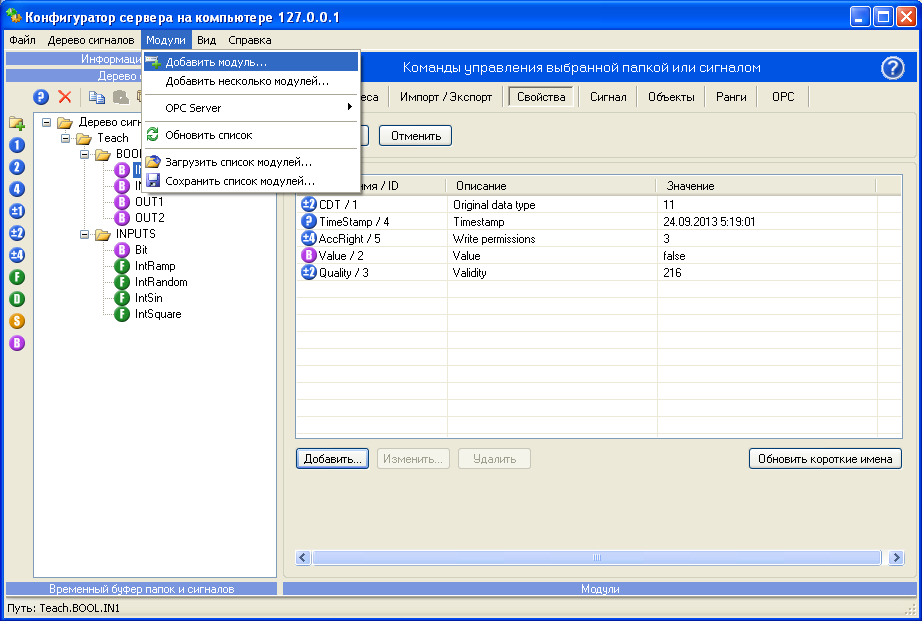 Конфигуратор сервера на компьютере 127.0.0.1
Файл Дерево сигналов Модули Вид Справка
Команды управления выбранной папкой или сигналом
?
Добавить модуль...
Добавить несколько модулей...
OPC Server
Обновить список
Загрузить список модулей...
Сохранить список модулей...
Импорт / Экспорт Свойства Сигнал Объекты Ранги OPC
Отменить
Teach
OUT1
OUT2
INPUTS
Bit
IntRamp
IntRandom
IntSin
IntSquare
/ ID Описание Значение
CDT / 1 Original data type 11
TimeStamp / 4 Timestamp 24.09.2013 5:19:01
AccRight / 5 Write permissions 3
Value / 2 Value false
Quality / 3 Validity 216
Добавить... Изменить... Удалить Обновить короткие имена
Временный буфер папок и сигналов Модули
Путь: Teach.BOOL.IN1